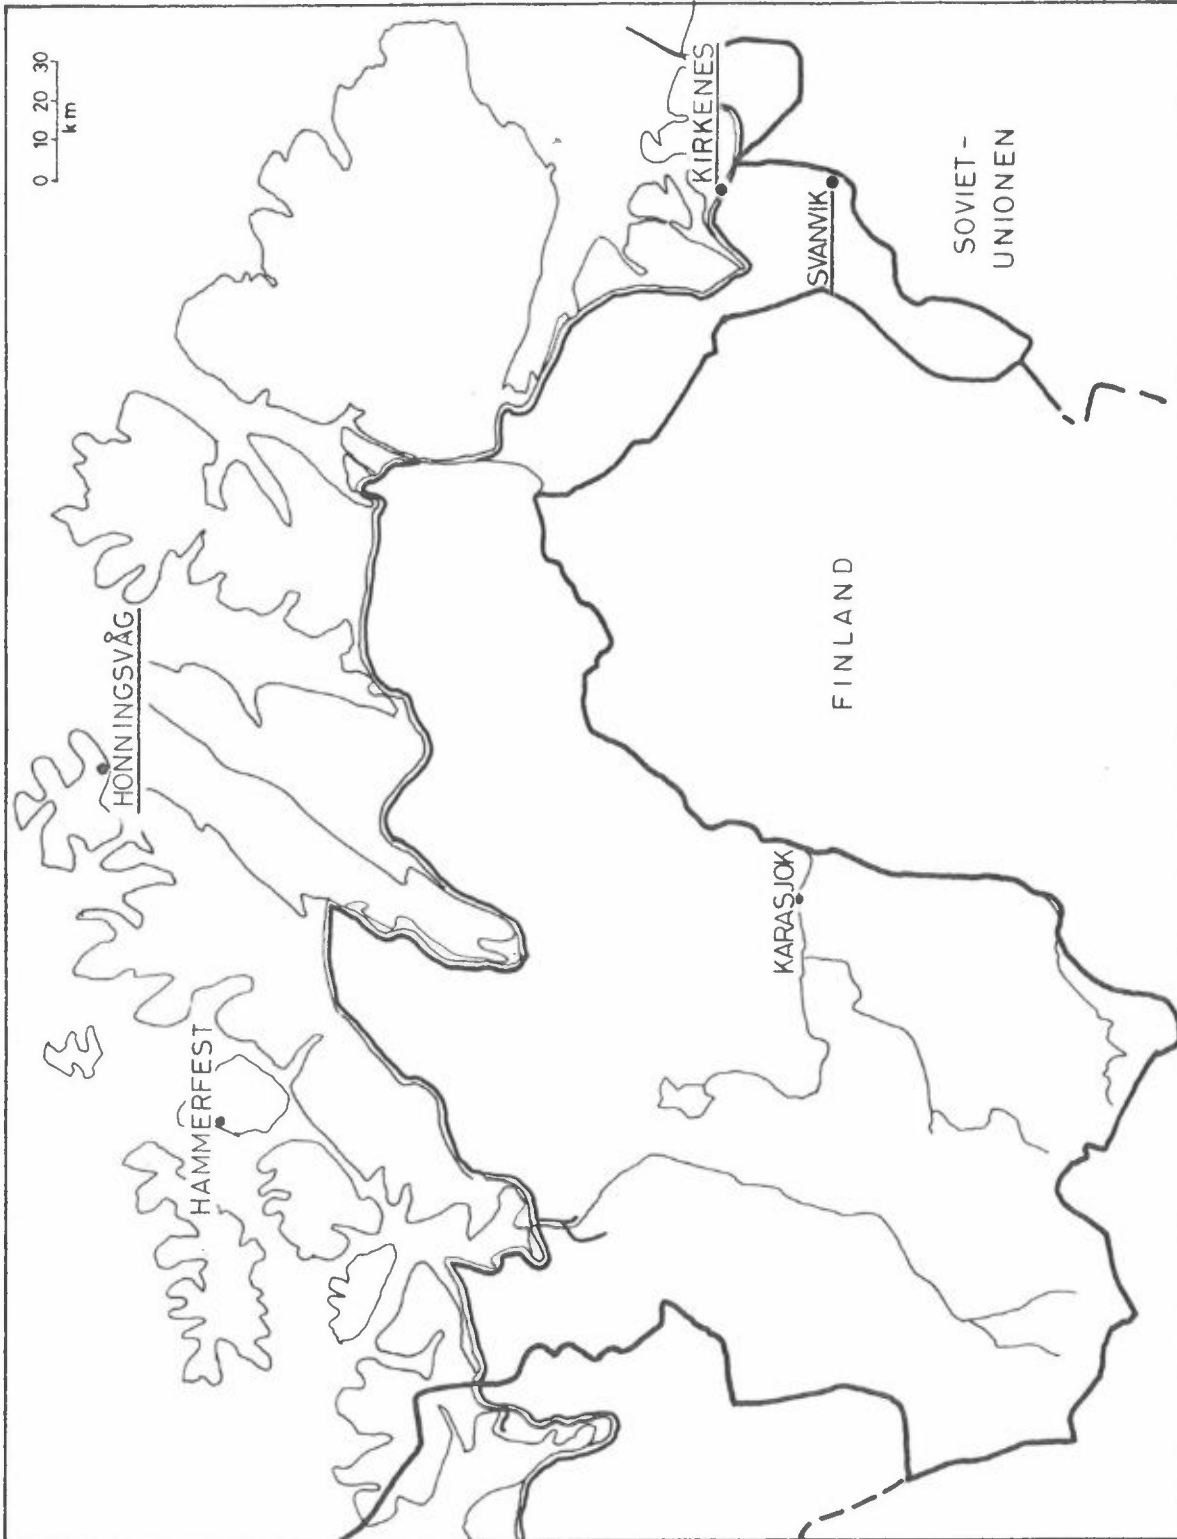 0 10 20 30
km
HONNINGSVÅG
HAMMERFEST
KIRKENES
SVANVIK
SOVIET-
UNIONEN
FINLAND
KARASJOK